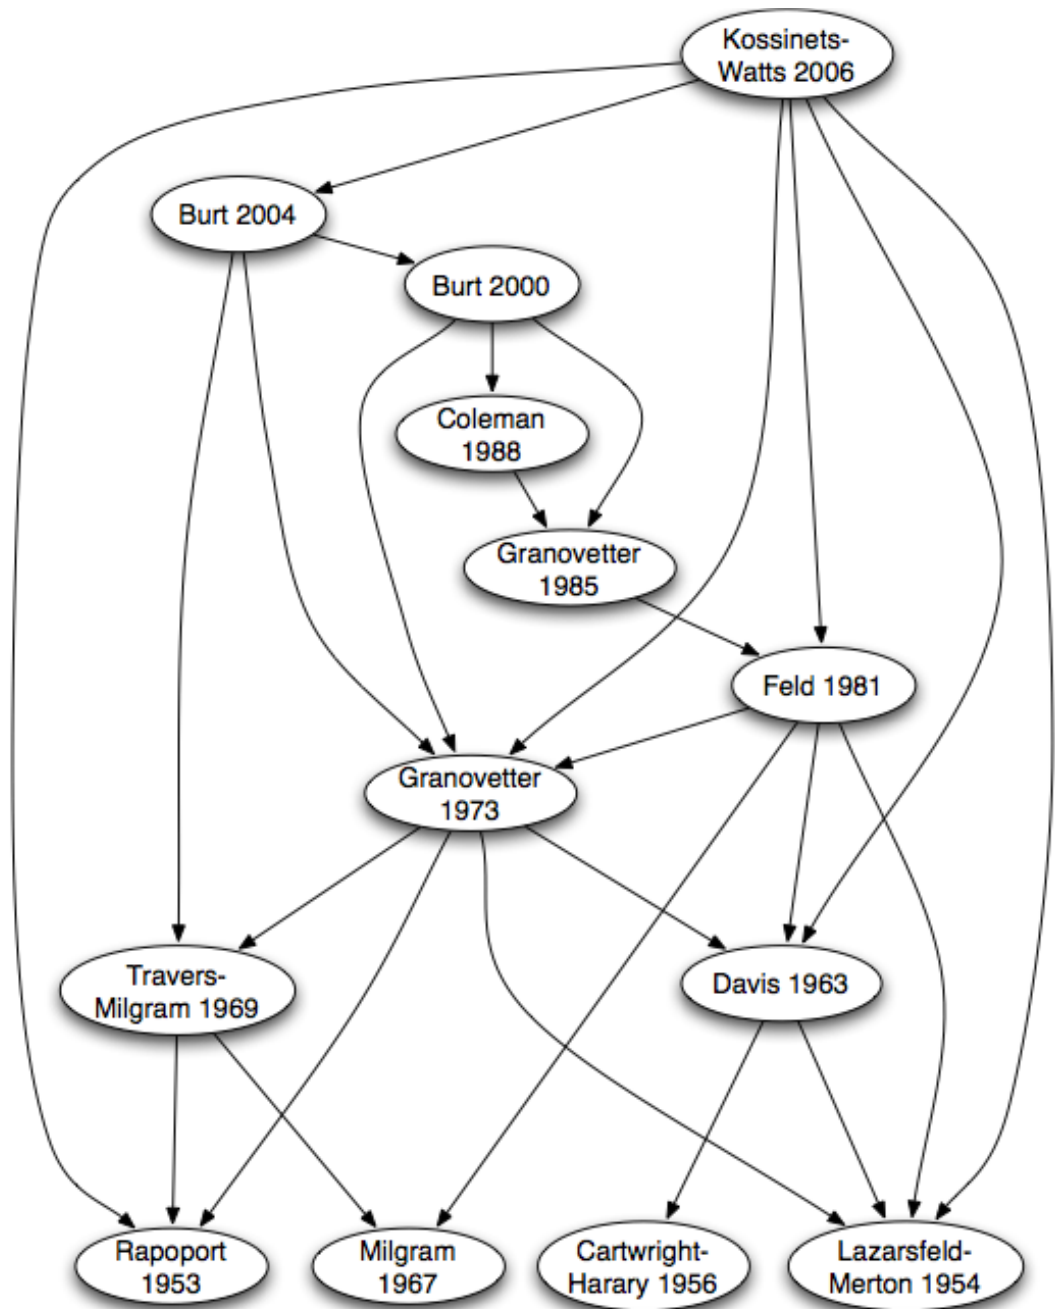 Kossinets-
Watts 2006
Burt 2004
Burt 2000
Coleman
1988
Granovetter
1985
Feld 1981
Granovetter
1973
Travers-
Milgram 1969
Davis 1963
Rapoport
1953
Milgram
1967
Cartwright-
Harary 1956
Lazarsfeld-
Merton 1954